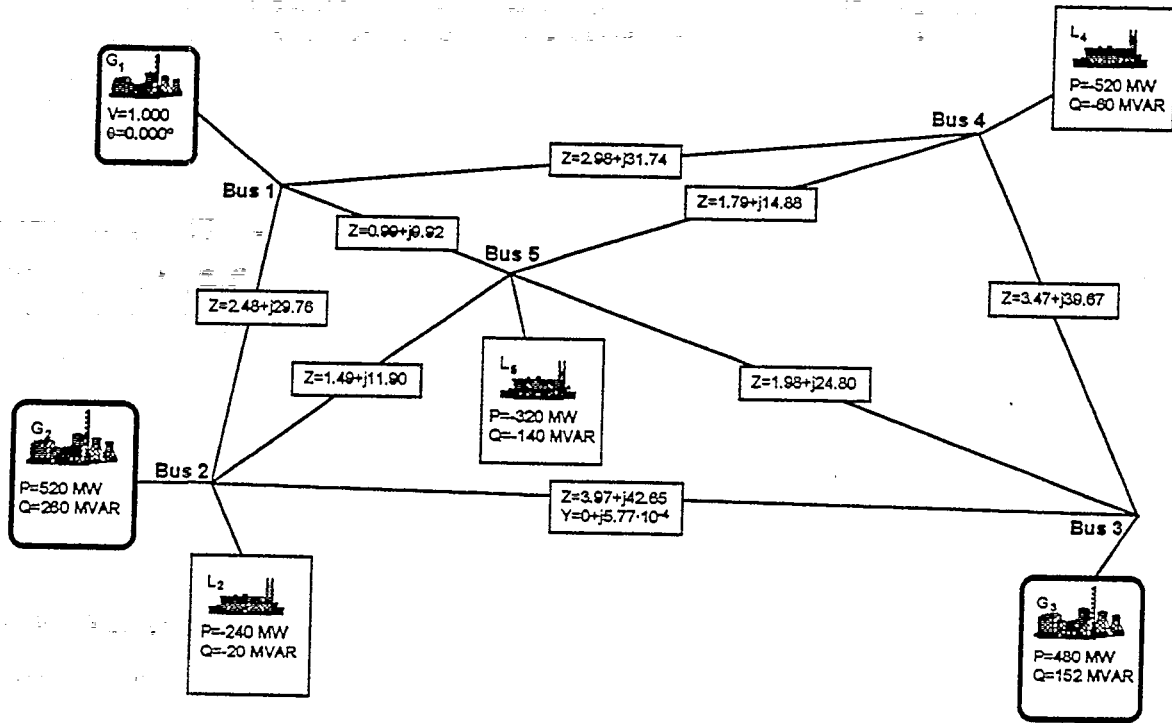 G1
V=1.000
θ=0.000°
Bus 1
Z=2.98+j31.74
Bus 4
L4
P=-520 MW
Q=-60 MVAR
Z=1.79+j14.88
Z=0.99+j9.92
Bus 5
Z=2.48+j29.76
Z=3.47+j39.67
Z=1.49+j11.90
L5
P=-320 MW
Q=-140 MVAR
Z=1.98+j24.80
G2
P=520 MW
Q=260 MVAR
Bus 2
Z=3.97+j42.65
Y=0+j5.77·10-4
Bus 3
L2
P=-240 MW
Q=-20 MVAR
G3
P=480 MW
Q=152 MVAR